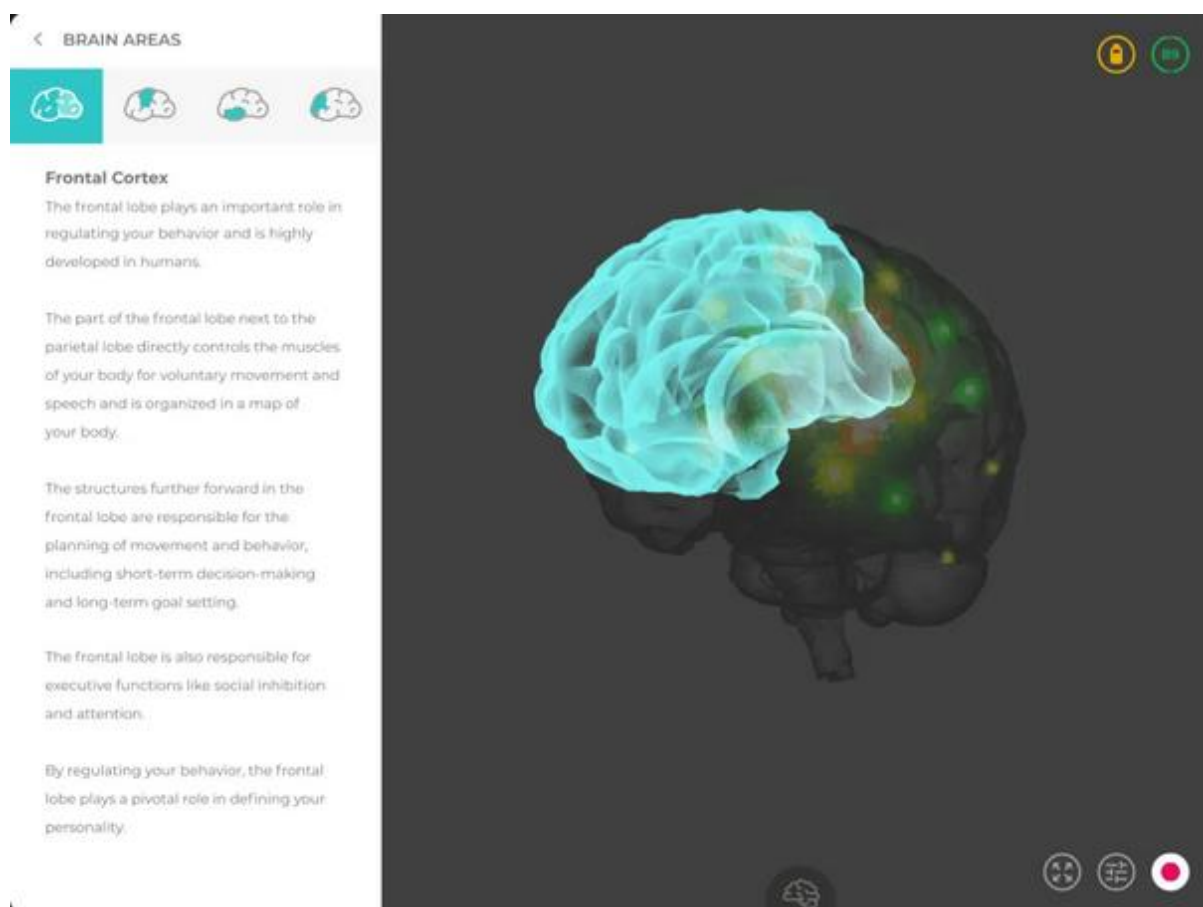 BRAIN AREAS
Frontal Cortex
The frontal lobe plays an important role in
regulating your behavior and is highly
developed in humans.
The part of the frontal lobe next to the
parietal lobe directly controls the muscles
of your body for voluntary movement and
speech and is organized in a map of
your body.
The structures further forward in the
frontal lobe are responsible for the
planning of movement and behavior,
including short-term decision-making
and long-term goal setting.
The frontal lobe is also responsible for
executive functions like social inhibition
and attention.
By regulating your behavior, the frontal
lobe plays a pivotal role in defining your
personality.